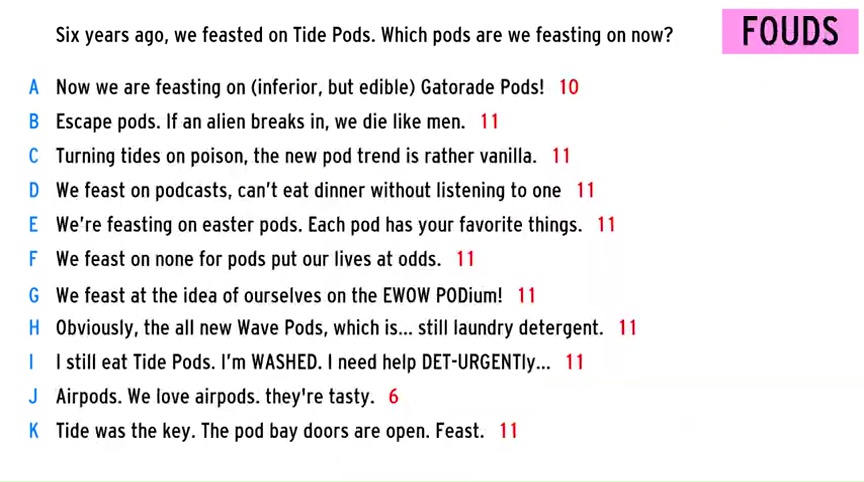 Six years ago, we feasted on Tide Pods. Which pods are we feasting on now?
FOUDS
A Now we are feasting on (inferior, but edible) Gatorade Pods! 10
B Escape pods. If an alien breaks in, we die like men. 11
C Turning tides on poison, the new pod trend is rather vanilla. 11
D We feast on podcasts, can't eat dinner without listening to one 11
E We're feasting on easter pods. Each pod has your favorite things. 11
F We feast on none for pods put our lives at odds. 11
G We feast at the idea of ourselves on the EWOW PODium! 11
H Obviously, the all new Wave Pods, which is... still laundry detergent. 11
I I still eat Tide Pods. I'm WASHED. I need help DET-URGENTly... 11
J Airpods. We love airpods. they're tasty. 6
K Tide was the key. The pod bay doors are open. Feast. 11